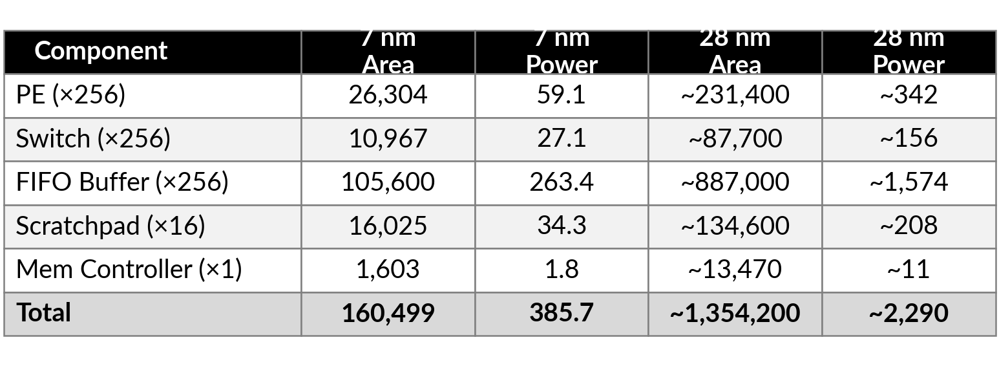 Component 7 nm Area 7 nm Power 28 nm Area 28 nm Power
PE (×256) 26,304 59.1 ~231,400 ~342
Switch (×256) 10,967 27.1 ~87,700 ~156
FIFO Buffer (×256) 105,600 263.4 ~887,000 ~1,574
Scratchpad (×16) 16,025 34.3 ~134,600 ~208
Mem Controller (×1) 1,603 1.8 ~13,470 ~11
Total 160,499 385.7 ~1,354,200 ~2,290